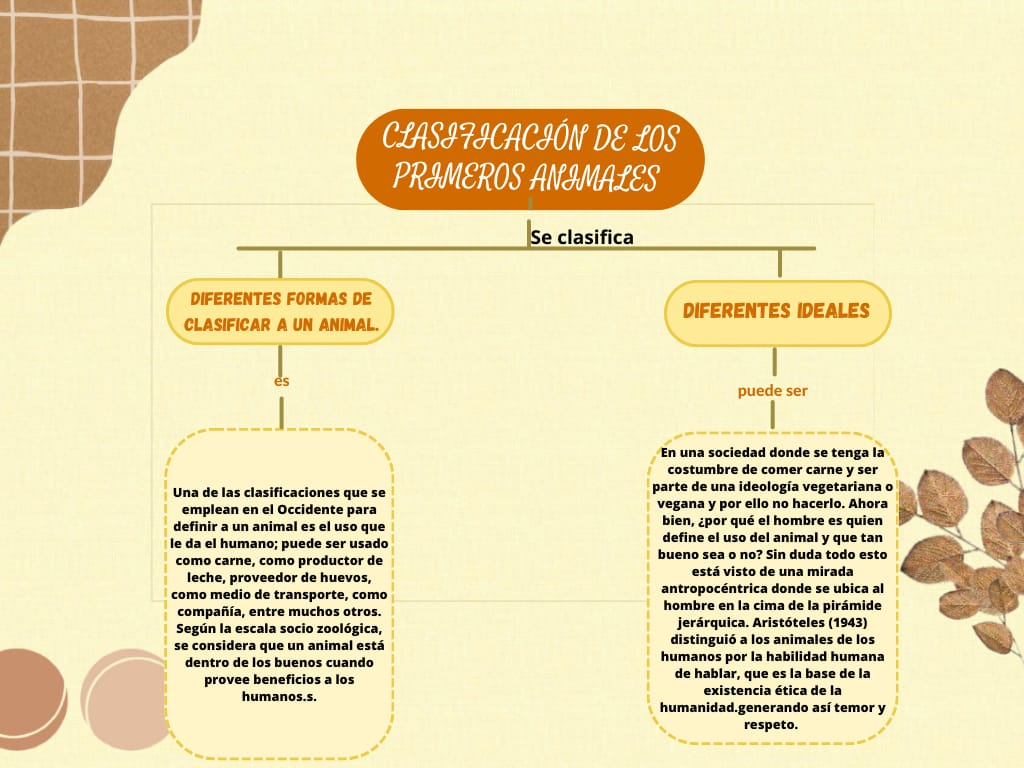 CLASIFICACIÓN DE LOS
PRIMEROS ANIMALES
Se clasifica
DIFERENTES FORMAS DE
CLASIFICAR A UN ANIMAL.
es
Una de las clasificaciones que se
emplean en el Occidente para
definir a un animal es el uso que
le da el humano; puede ser usado
como carne, como productor de
leche, proveedor de huevos,
como medio de transporte, como
compañía, entre muchos otros.
Según la escala socio zoológica,
se considera que un animal está
dentro de los buenos cuando
provee beneficios a los
humanos.s.
DIFERENTES IDEALES
puede ser
En una sociedad donde se tenga la
costumbre de comer carne y ser
parte de una ideología vegetariana o
vegana y por ello no hacerlo. Ahora
bien, ¿por qué el hombre es quien
define el uso del animal y que tan
bueno sea o no? Sin duda todo esto
está visto de una mirada
antropocéntrica donde se ubica al
hombre en la cima de la pirámide
jerárquica. Aristóteles (1943)
distinguió a los animales de los
humanos por la habilidad humana
de hablar, que es la base de la
existencia ética de la
humanidad.generando así temor y
respeto.